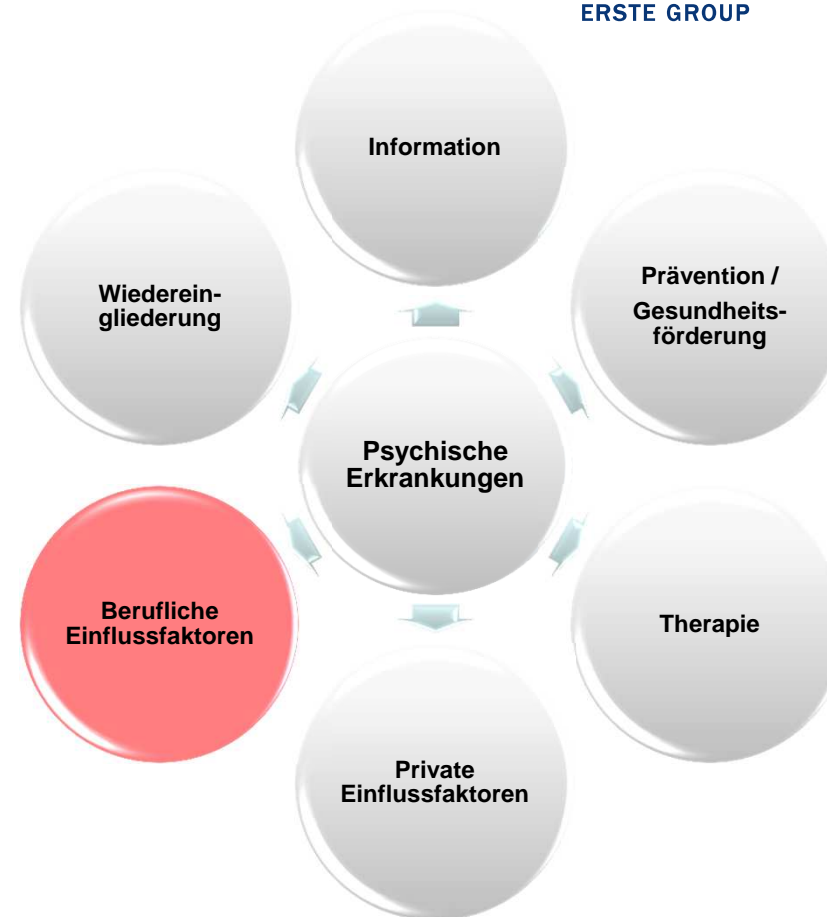 ERSTE GROUP
Information
Wiederein-
gliederung
Prävention /
Gesundheits-
förderung
Psychische
Erkrankungen
Berufliche
Einflussfaktoren
Therapie
Private
Einflussfaktoren